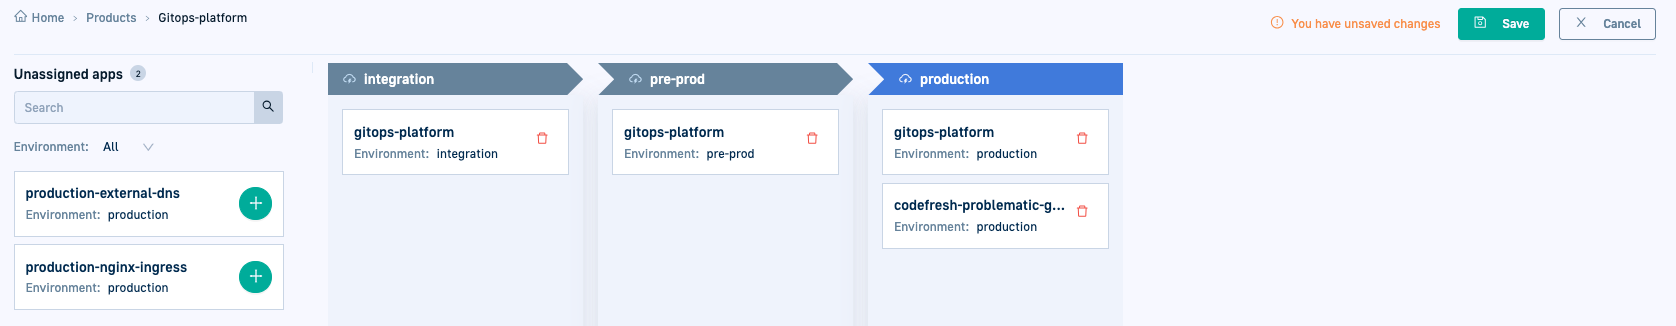 Home > Products > Gitops-platform
You have unsaved changes
Save
Cancel
Unassigned apps 2
Search
Environment: All
production-external-dns
Environment: production
production-nginx-ingress
Environment: production
integration
gitops-platform
Environment: integration
pre-prod
gitops-platform
Environment: pre-prod
production
gitops-platform
Environment: production
codefresh-problematic-g...
Environment: production